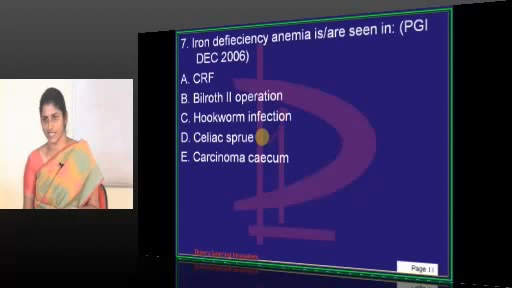 7. Iron defieciency anemia is/are seen in: (PGI
DEC 2006)
A. CRF
B. Bilroth II operation
C. Hookworm infection
D. Celiac sprue
E. Carcinoma caecum
Page 11